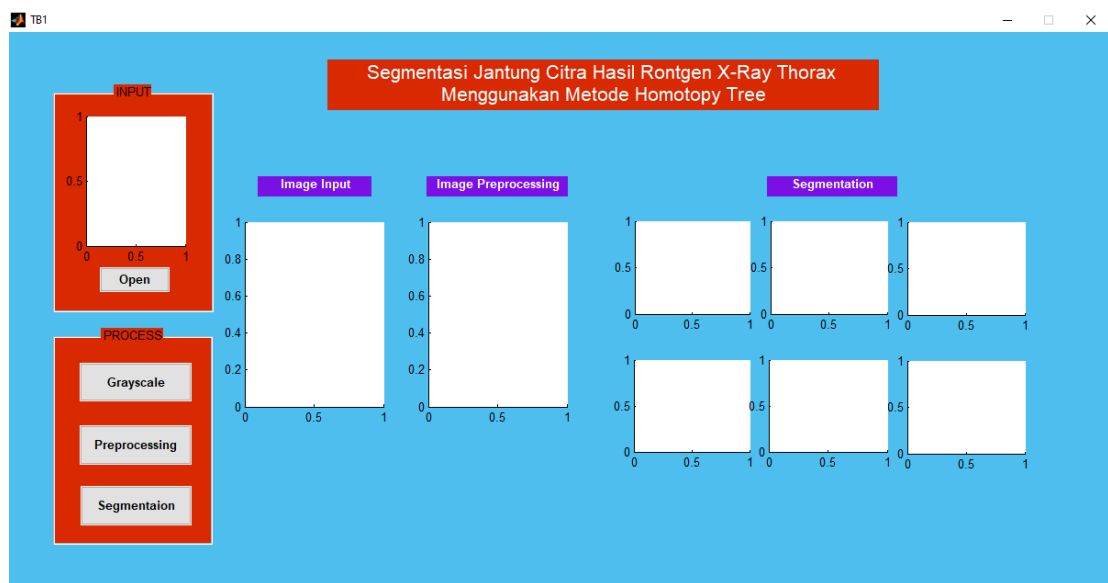 TB1
Segmentasi Jantung Citra Hasil Rontgen X-Ray Thorax
Menggunakan Metode Homotopy Tree
INPUT
1
0.5
0
0 0.5 1
Open
PROCESS
Grayscale
Preprocessing
Segmentaion
Image Input
1
0.8
0.6
0.4
0.2
0
0 0.5 1
Image Preprocessing
1
0.8
0.6
0.4
0.2
0
0 0.5 1
Segmentation
1
0.5
0
0 0.5 1
1
0.5
0
0 0.5 1
1
0.5
0
0 0.5 1
1
0.5
0
0 0.5 1
1
0.5
0
0 0.5 1
1
0.5
0
0 0.5 1